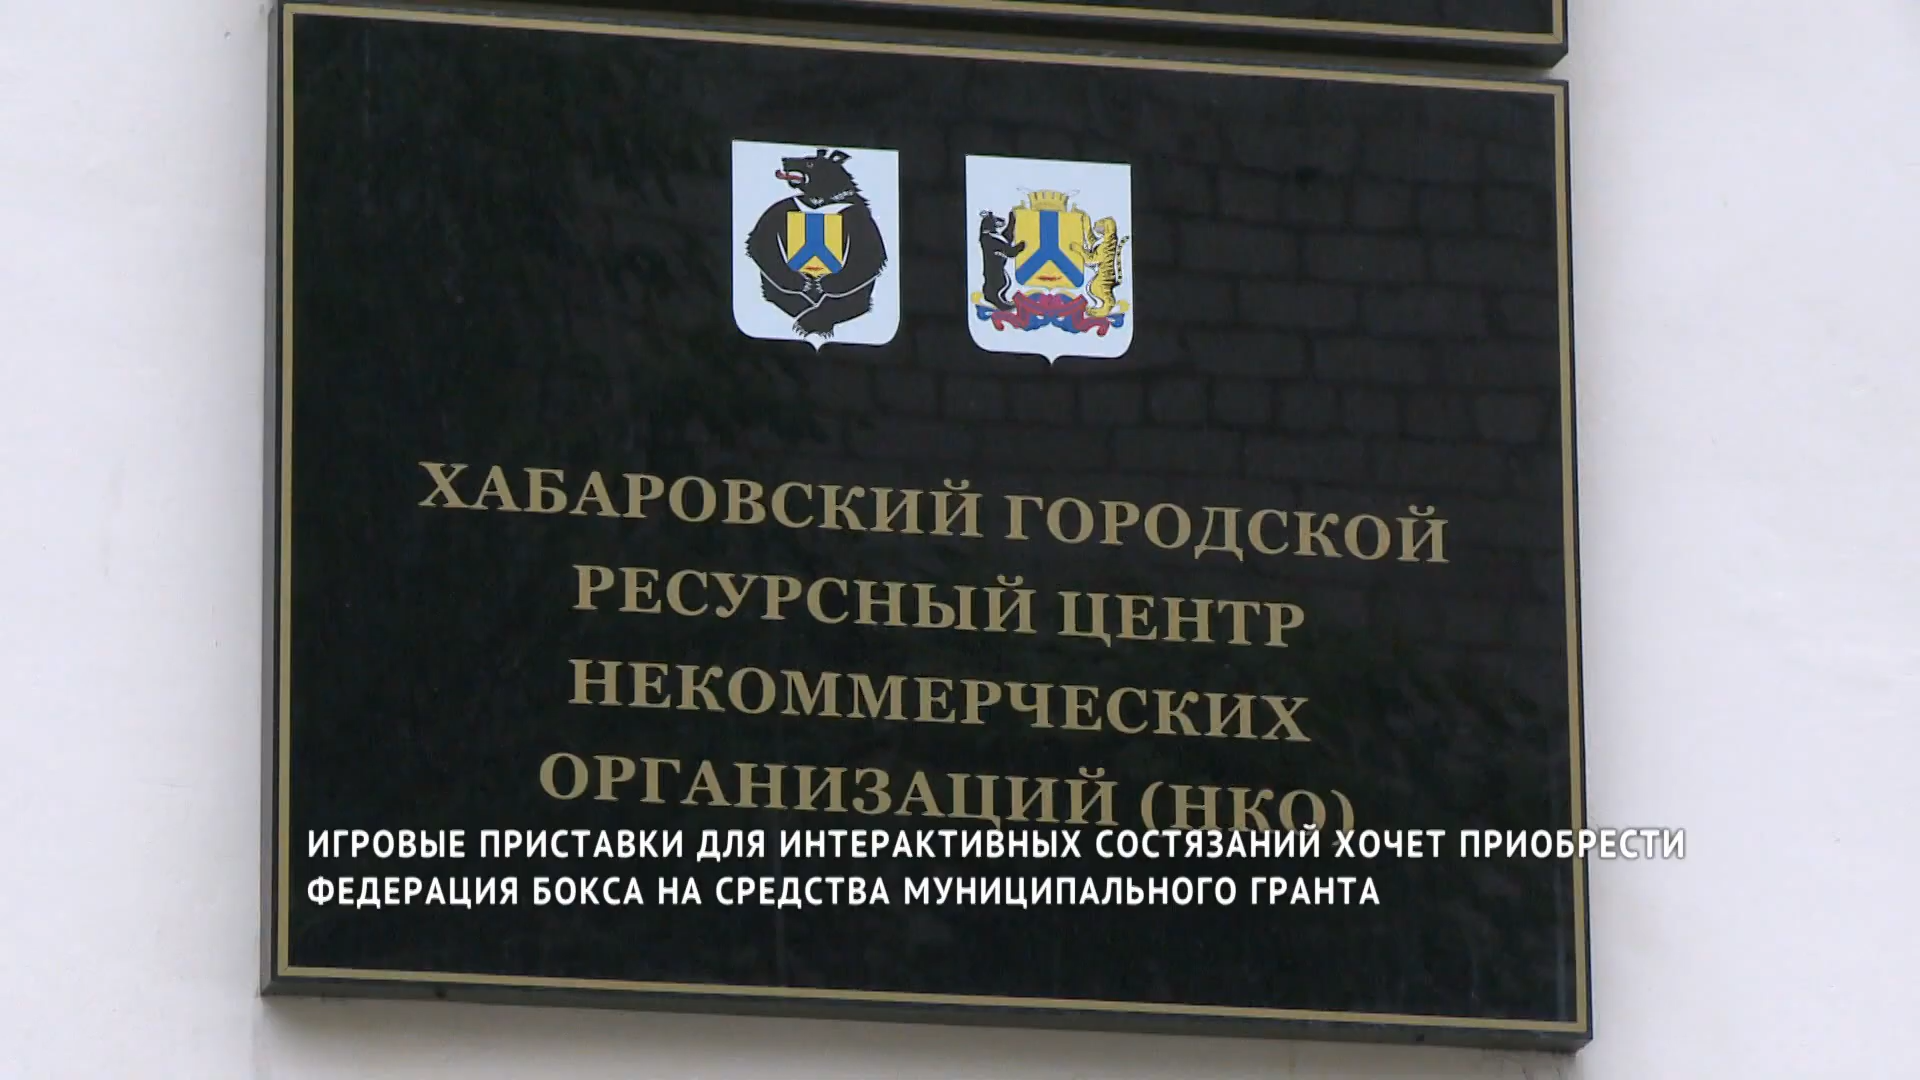 ХАБАРОВСКИЙ ГОРОДСКОЙ
РЕСУРСНЫЙ ЦЕНТР
НЕКОММЕРЧЕСКИХ
ОРГАНИЗАЦИЙ (НКО)
ИГРОВЫЕ ПРИСТАВКИ ДЛЯ ИНТЕРАКТИВНЫХ СОСТЯЗАНИЙ ХОЧЕТ ПРИОБРЕСТИ
ФЕДЕРАЦИЯ БОКСА НА СРЕДСТВА МУНИЦИПАЛЬНОГО ГРАНТА